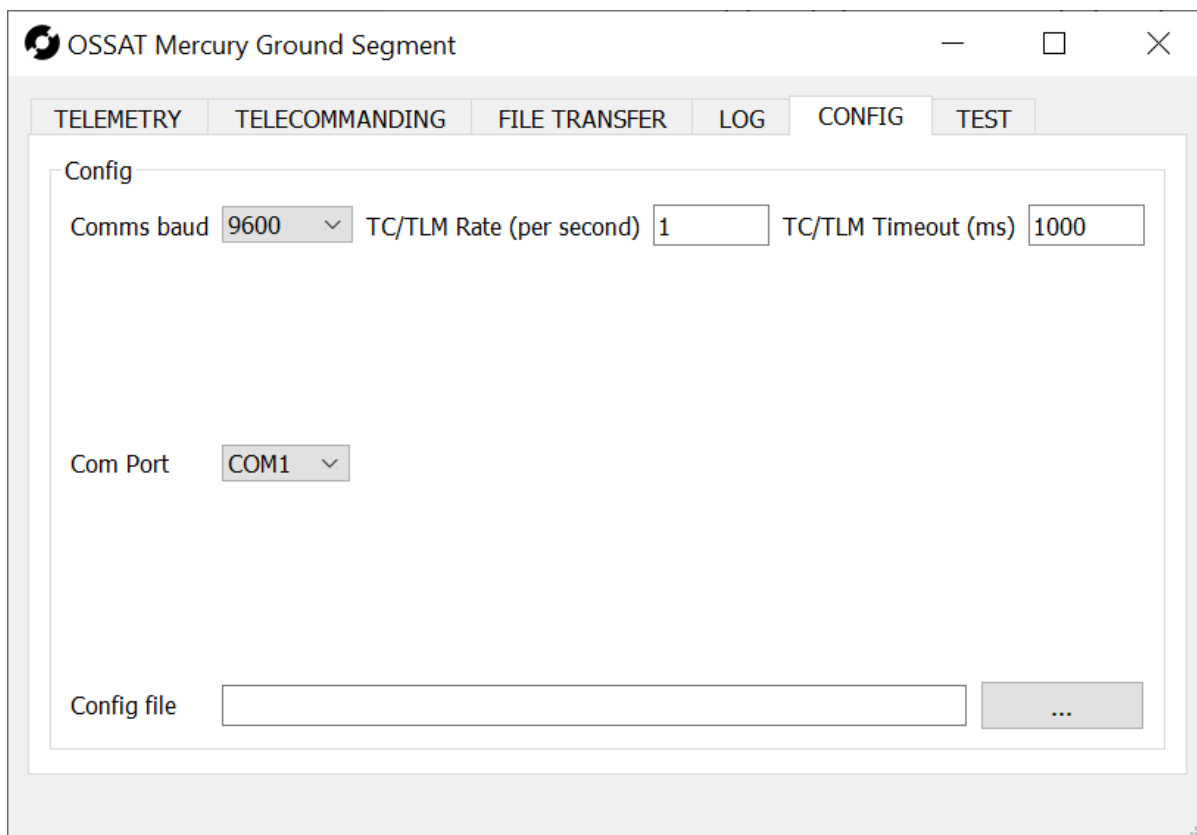 OSSAT Mercury Ground Segment
TELEMETRY TELECOMMANDING FILE TRANSFER LOG CONFIG TEST
Config
Comms baud 9600 TC/TLM Rate (per second) 1 TC/TLM Timeout (ms) 1000
Com Port COM1
Config file ...